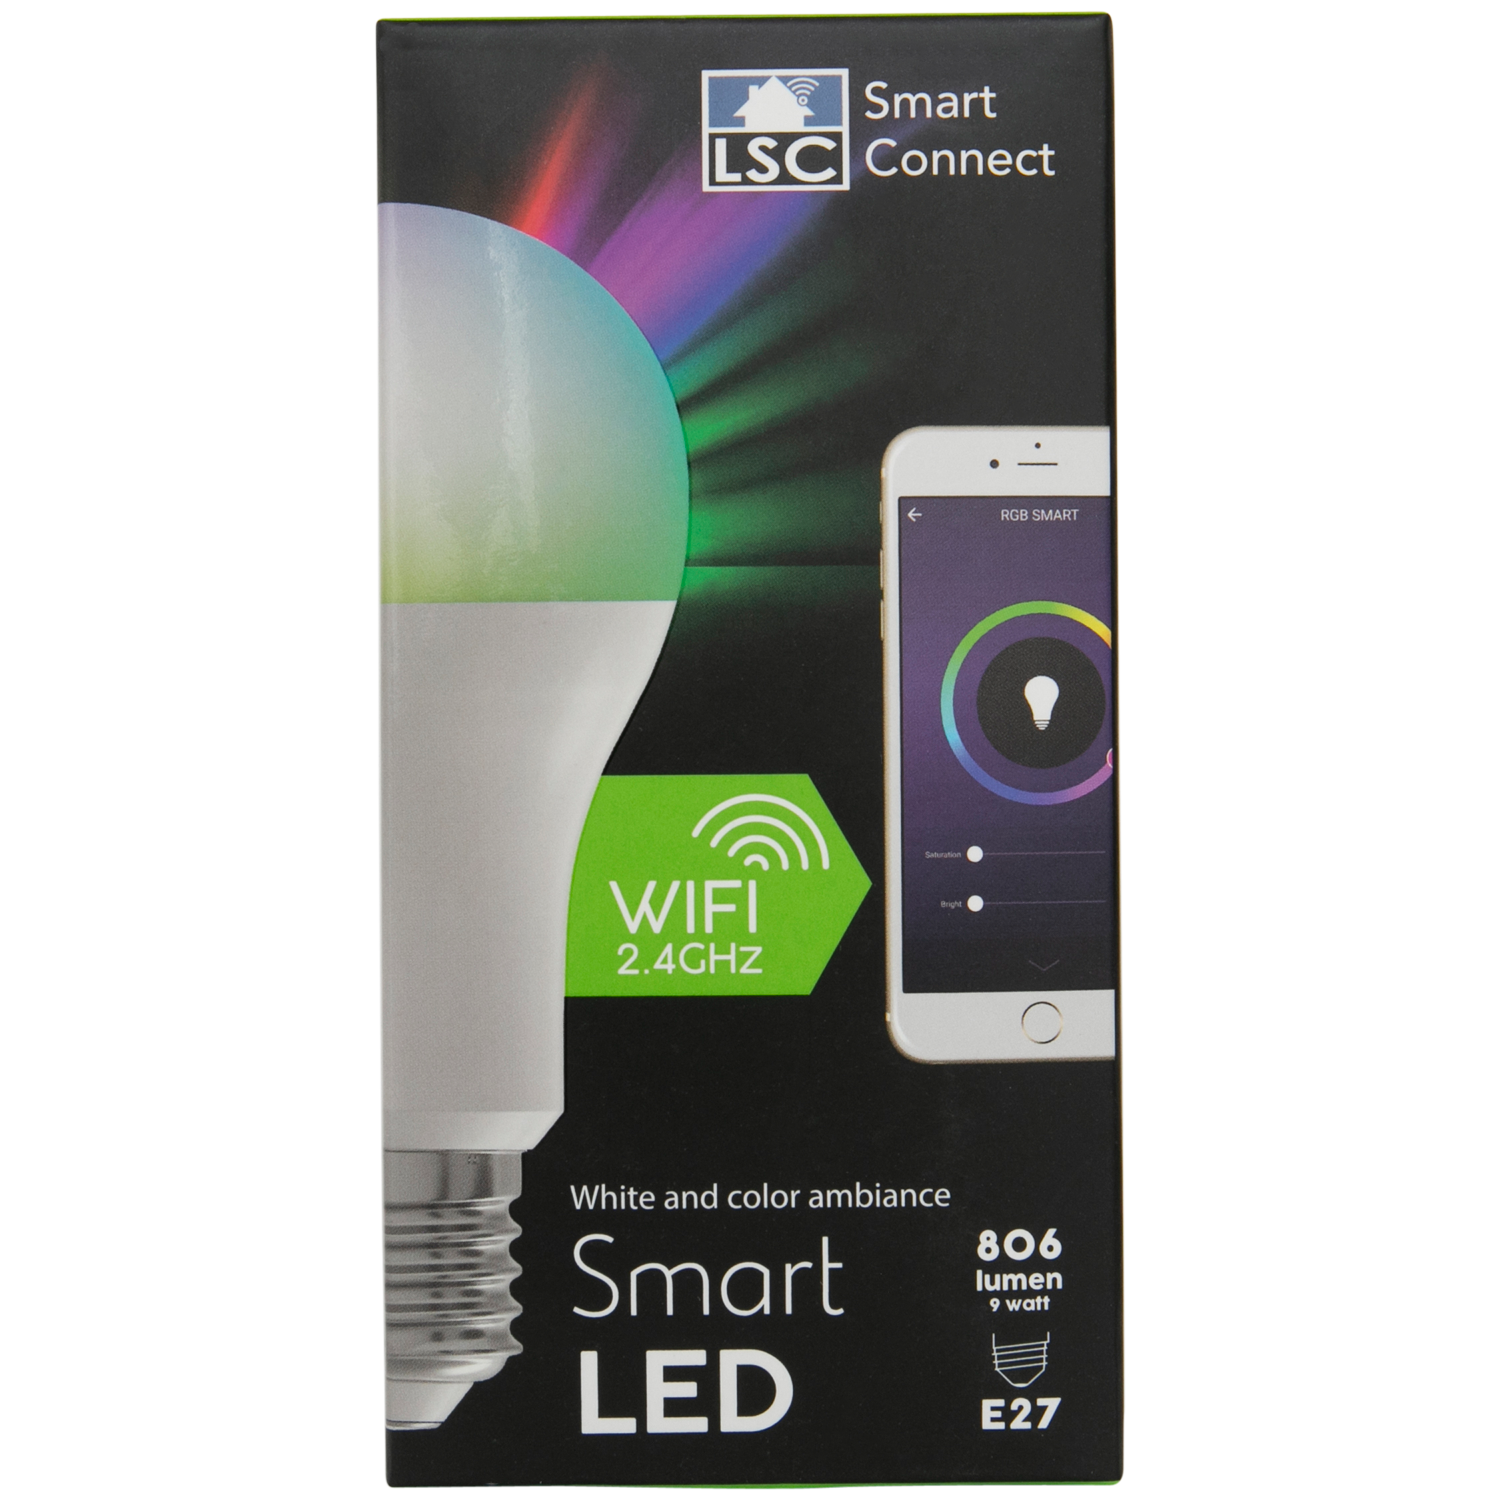 LSC
Smart
Connect
RGB SMART
Saturation
Bright
WIFI
2.4GHz
White and color ambiance
Smart
LED
806
lumen
9 watt
E27